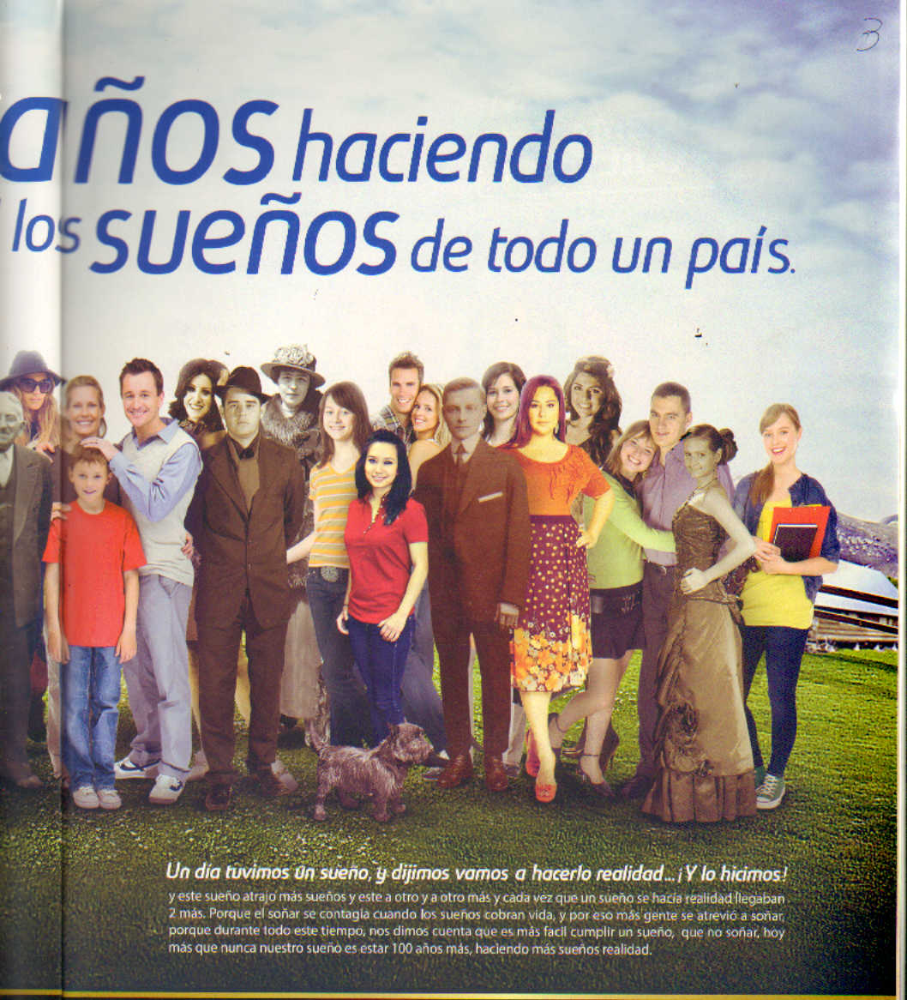 años haciendo
los sueños de todo un país.
Un día tuvimos un sueño, y dijimos vamos a hacerlo realidad...¡Y lo hicimos!
y este sueño atrajo más sueños y este a otro y a otro más y cada vez que un sueño se hacía realidad llegaban
2 más. Porque el soñar se contagia cuando los sueños cobran vida, y por eso más gente se atrevió a soñar,
porque durante todo este tiempo, nos dimos cuenta que es más facil cumplir un sueño, que no soñar, hoy
más que nunca nuestro sueño es estar 100 años más, haciendo más sueños realidad.